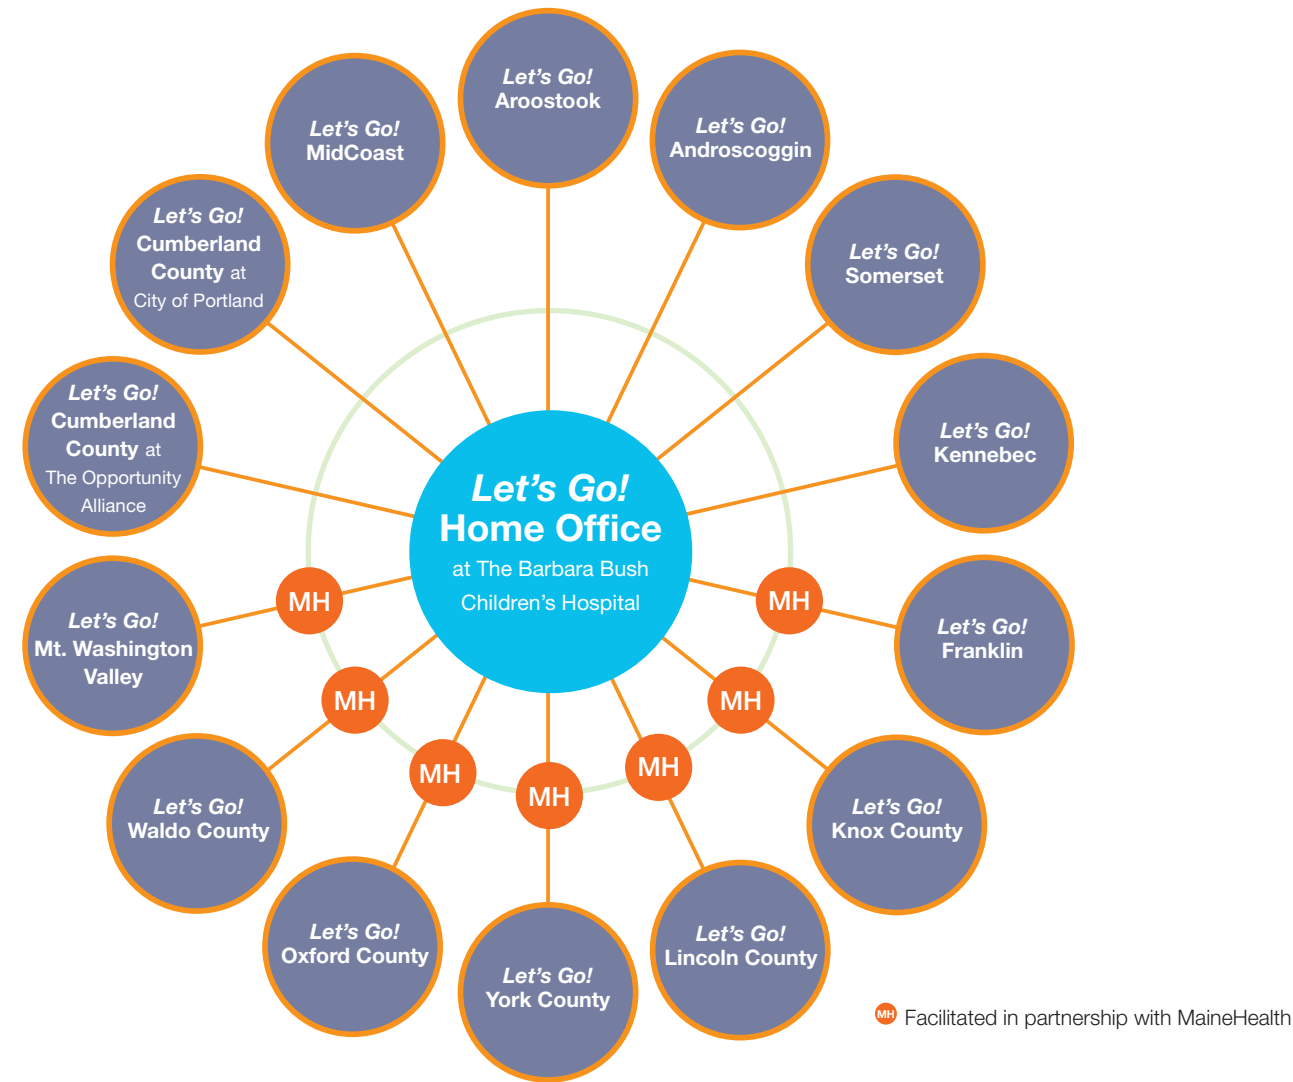 Let's Go!
Aroostook
Let's Go!
Androscoggin
Let's Go!
Somerset
Let's Go!
Kennebec
Let's Go!
Franklin
Let's Go!
Knox County
Let's Go!
Lincoln County
Let's Go!
York County
Let's Go!
Oxford County
Let's Go!
Waldo County
Let's Go!
Mt. Washington
Valley
Let's Go!
Cumberland
County at
The Opportunity
Alliance
Let's Go!
Cumberland
County at
City of Portland
Let's Go!
MidCoast
Let's Go!
Home Office
at The Barbara Bush
Children's Hospital
MH
MH
MH
MH
MH
MH
MH
MH Facilitated in partnership with MaineHealth